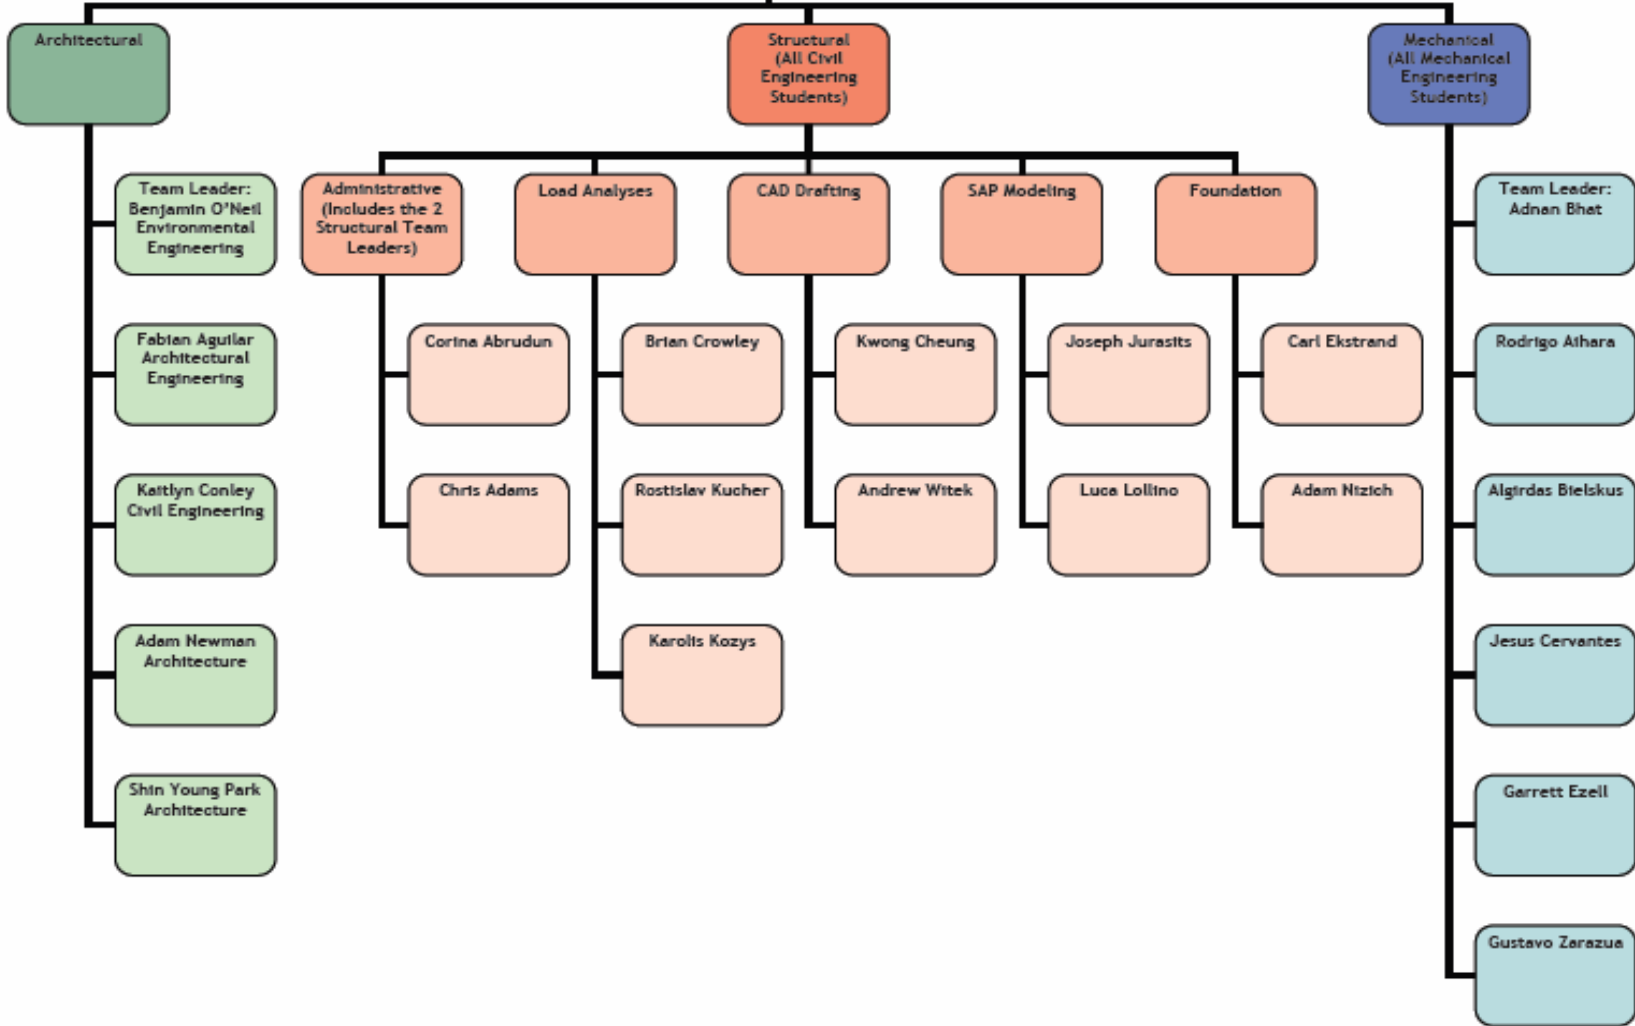 Architectural
Structural
(All Civil
Engineering
Students)
Mechanical
(All Mechanical
Engineering
Students)
Team Leader:
Benjamin O'Neil
Environmental
Engineering
Administrative
(Includes the 2
Structural Team
Leaders)
Load Analyses
CAD Drafting
SAP Modeling
Foundation
Team Leader:
Adnan Bhat
Fabian Aguilar
Architectural
Engineering
Corina Abrudun
Brian Crowley
Kwong Cheung
Joseph Jurasits
Carl Ekstrand
Rodrigo Aihara
Kaitlyn Conley
Civil Engineering
Chris Adams
Rostislav Kucher
Andrew Witek
Luca Lollino
Adam Nizich
Algirdas Bielskus
Adam Newman
Architecture
Karolis Kozys
Jesus Cervantes
Shin Young Park
Architecture
Garrett Ezell
Gustavo Zarazua